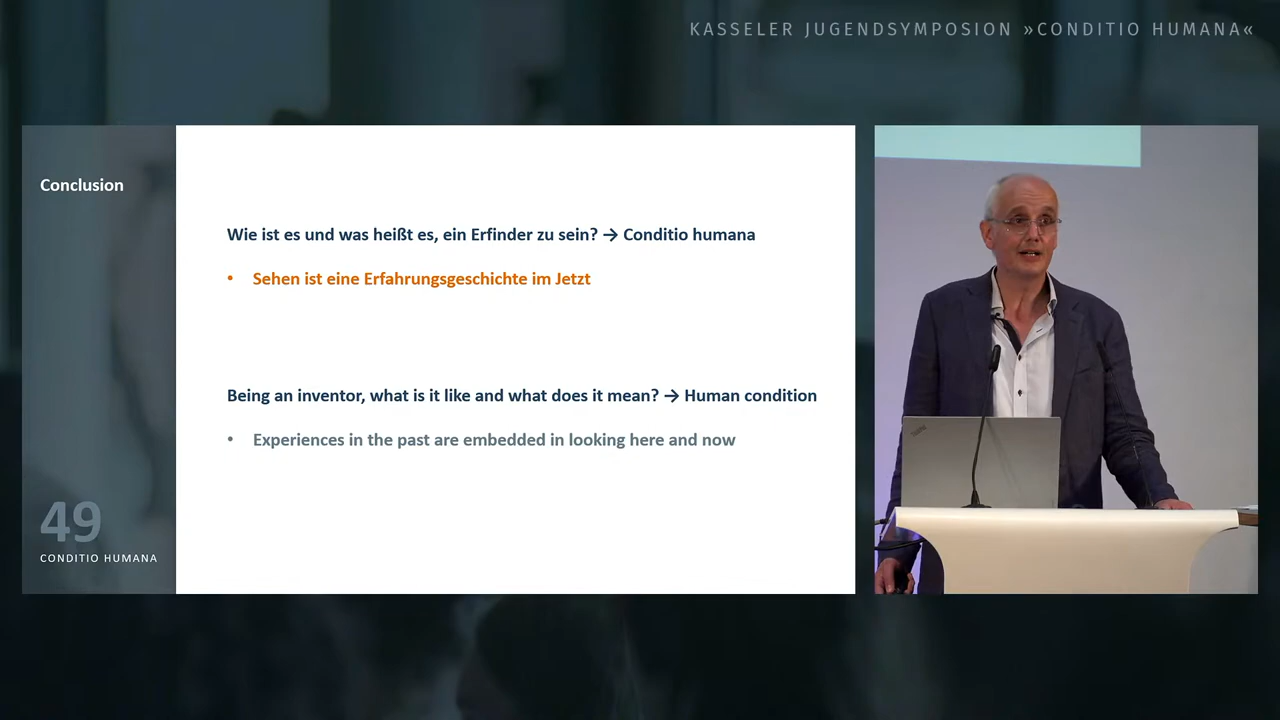 KASSELER JUGENDSYMPOSION »CONDITIO HUMANA«
Conclusion
Wie ist es und was heißt es, ein Erfinder zu sein? → Conditio humana
• Sehen ist eine Erfahrungsgeschichte im Jetzt
Being an inventor, what is it like and what does it mean? → Human condition
• Experiences in the past are embedded in looking here and now
49
CONDITIO HUMANA